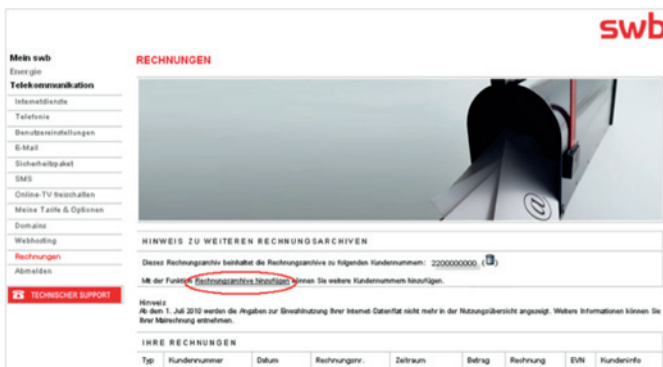 swb
Mein swb
Energie
Telekommunikation
Internetdienste
Telefonie
Benutzereinstellungen
E-Mail
Sicherheitspaket
SMS
Online-TV freischalten
Meine Tarife & Optionen
Domains
Webhosting
Rechnungen
Abmelden
TECHNISCHER SUPPORT
RECHNUNGEN
@
HINWEIS ZU WEITEREN RECHNUNGSARCHIVEN
Dieses Rechnungsarchiv beinhaltet die Rechnungsarchive zu folgenden Kundennummern: 2200000000 ( )
Mit der Funktion Rechnungsarchive hinzufügen können Sie weitere Kundennummern hinzufügen.
Hinweis
Ab dem 1. Juli 2010 werden die Angaben zur Einwahlnutzung Ihrer Internet-Datenflat nicht mehr in der Nutzungsübersicht angezeigt. Weitere Informationen können Sie
Ihrer Mairechnung entnehmen.
IHRE RECHNUNGEN
Typ Kundennummer Datum Rechnungsnr. Zeitraum Betrag Rechnung EVN Kundeninfo